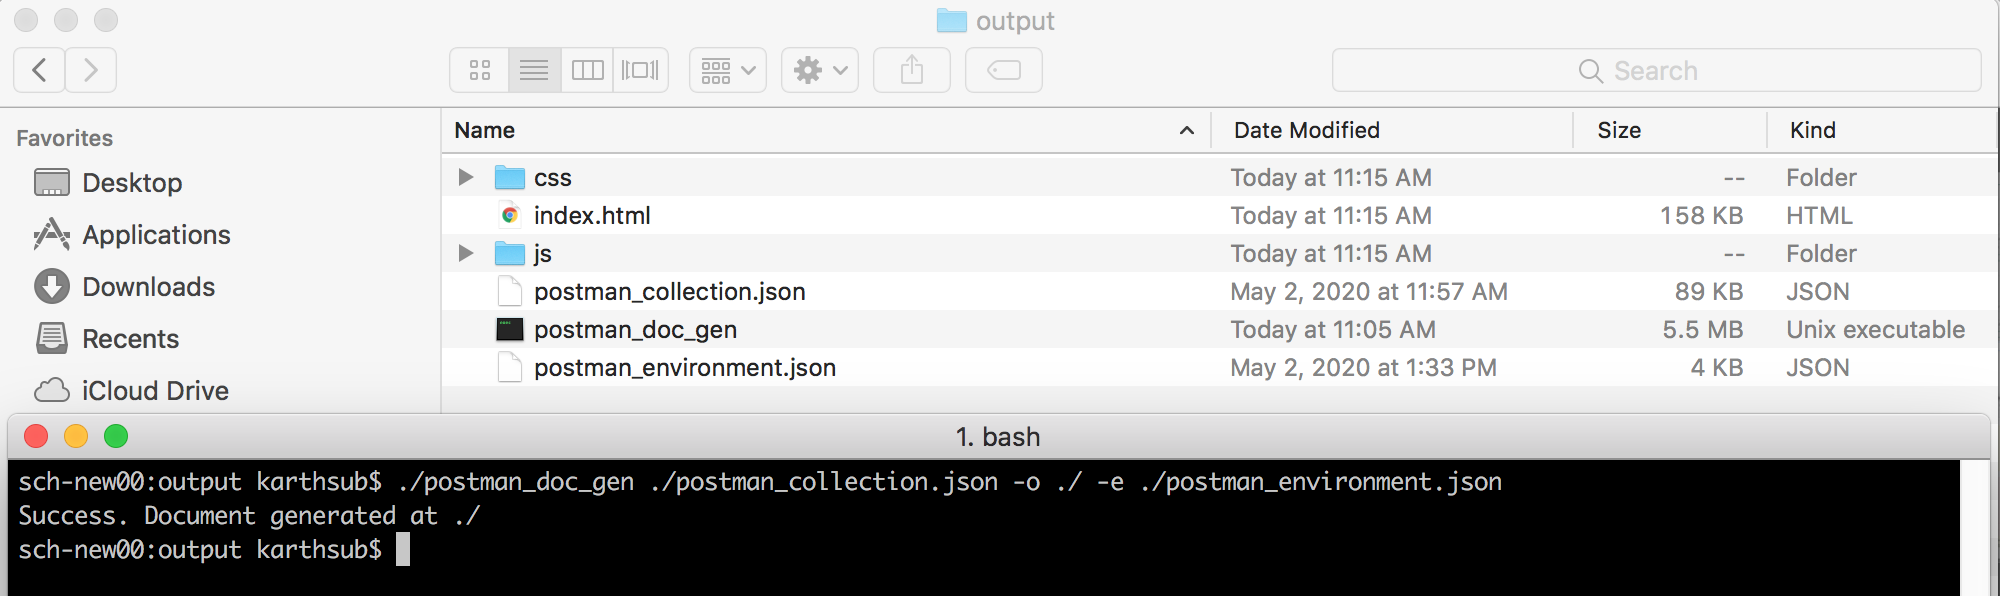 output
Search
Favorites
Desktop
Applications
Downloads
Recents
iCloud Drive
Name Date Modified Size Kind
css Today at 11:15 AM -- Folder
index.html Today at 11:15 AM 158 KB HTML
js Today at 11:15 AM -- Folder
postman_collection.json May 2, 2020 at 11:57 AM 89 KB JSON
postman_doc_gen Today at 11:05 AM 5.5 MB Unix executable
postman_environment.json May 2, 2020 at 1:33 PM 4 KB JSON
1. bash
sch-new00:output karthsub$ ./postman_doc_gen ./postman_collection.json -o ./ -e ./postman_environment.json
Success. Document generated at ./
sch-new00:output karthsub$